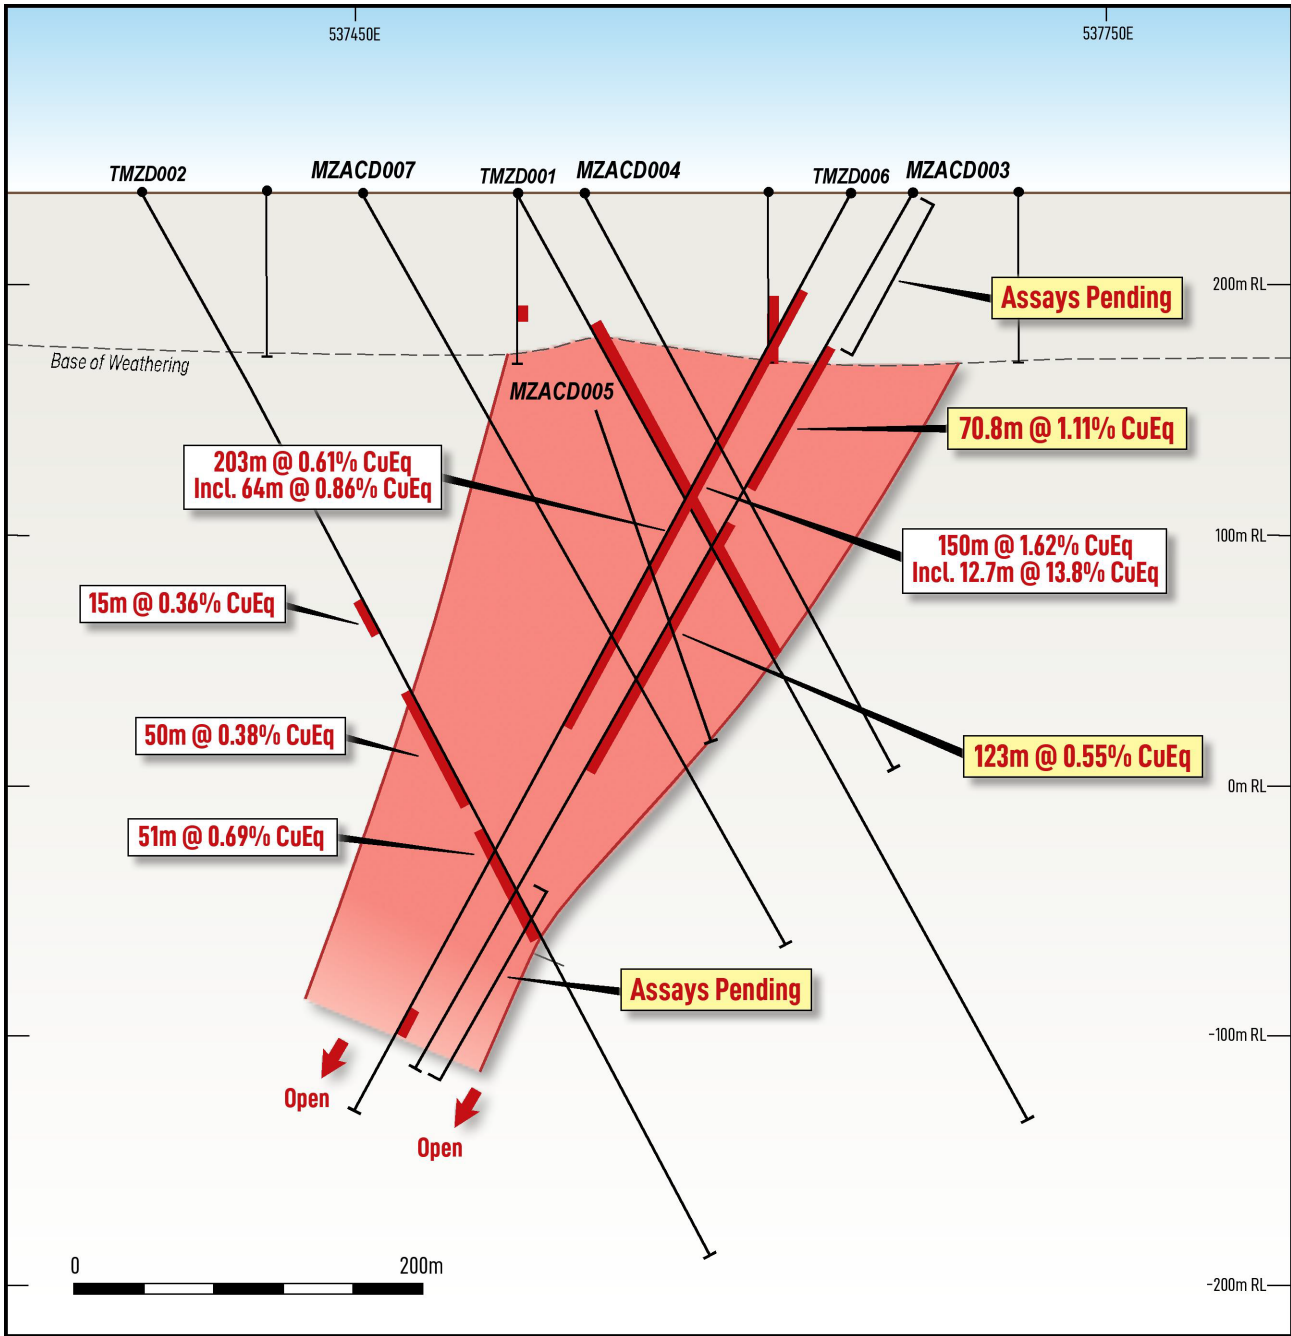 537450E
537750E
TMZD002
MZACD007
TMZD001
MZACD004
TMZD006
MZACD003
200m RL
Assays Pending
Base of Weathering
MZACD005
70.8m @ 1.11% CuEq
203m @ 0.61% CuEq
Incl. 64m @ 0.86% CuEq
100m RL
150m @ 1.62% CuEq
Incl. 12.7m @ 13.8% CuEq
15m @ 0.36% CuEq
50m @ 0.38% CuEq
123m @ 0.55% CuEq
0m RL
51m @ 0.69% CuEq
Assays Pending
-100m RL
Open
Open
0 200m
-200m RL